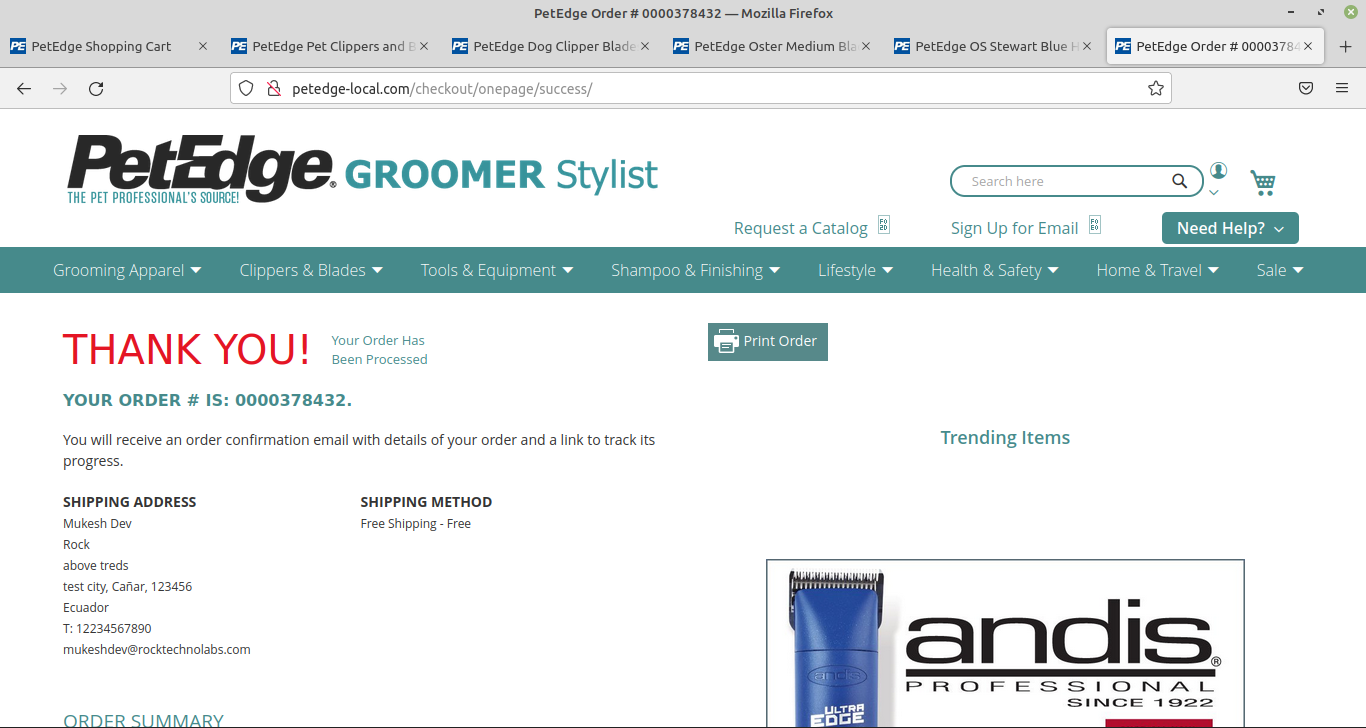 PetEdge Order # 0000378432 — Mozilla Firefox
PE PetEdge Shopping Cart
PE PetEdge Pet Clippers and B
PE PetEdge Dog Clipper Blade
PE PetEdge Oster Medium Bla
PE PetEdge OS Stewart Blue H
PE PetEdge Order # 00003784
petedge-local.com/checkout/onepage/success/
PetEdge® GROOMER Stylist
THE PET PROFESSIONAL'S SOURCE!
Search here
Request a Catalog
Sign Up for Email
Need Help?
Grooming Apparel
Clippers & Blades
Tools & Equipment
Shampoo & Finishing
Lifestyle
Health & Safety
Home & Travel
Sale
THANK YOU!
Your Order Has
Been Processed
Print Order
YOUR ORDER # IS: 0000378432.
You will receive an order confirmation email with details of your order and a link to track its
progress.
Trending Items
SHIPPING ADDRESS
Mukesh Dev
Rock
above treds
test city, Cañar, 123456
Ecuador
T: 12234567890
mukeshdev@rocktechnolabs.com
SHIPPING METHOD
Free Shipping - Free
andis
ULTRA
EDGE
andis®
PROFESSIONAL
SINCE 1922
ORDER SUMMARY